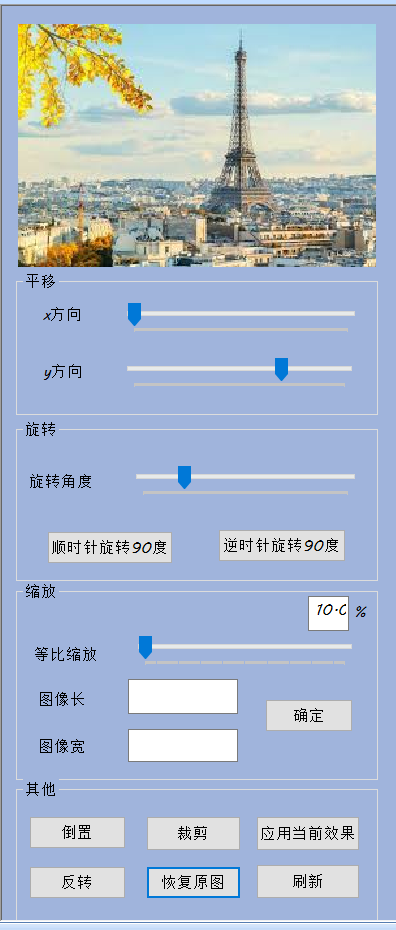 平移
x方向
y方向
旋转
旋转角度
顺时针旋转90度
逆时针旋转90度
缩放
10.0 %
等比缩放
图像长
确定
图像宽
其他
倒置
裁剪
应用当前效果
反转
恢复原图
刷新